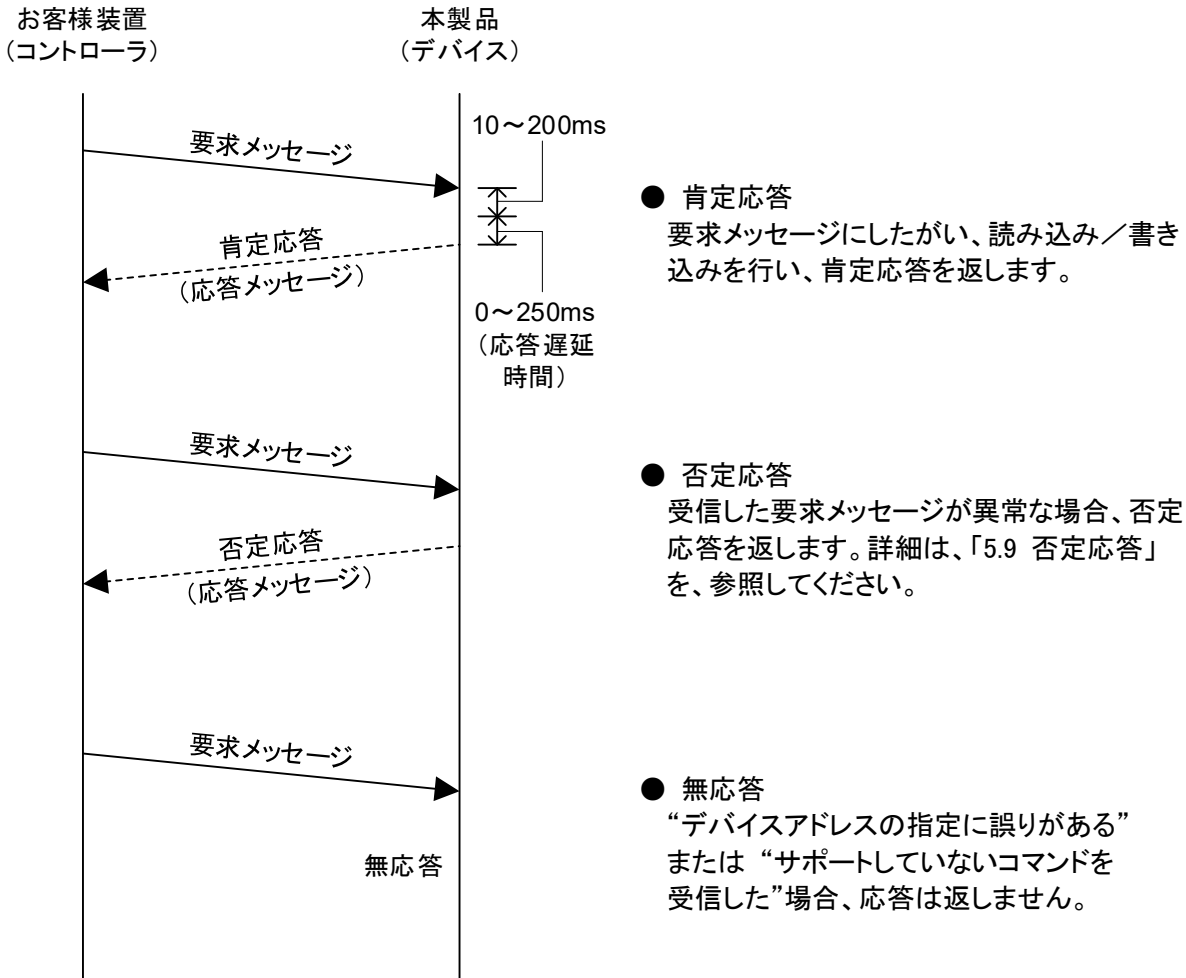 お客様装置
（コントローラ）
本製品
（デバイス）
10～200ms
要求メッセージ
肯定応答
（応答メッセージ）
0～250ms
（応答遅延
時間）
● 肯定応答
要求メッセージにしたがい、読み込み／書き
込みを行い、肯定応答を返します。
要求メッセージ
否定応答
（応答メッセージ）
● 否定応答
受信した要求メッセージが異常な場合、否定
応答を返します。詳細は、「5.9 否定応答」
を、参照してください。
要求メッセージ
無応答
● 無応答
“デバイスアドレスの指定に誤りがある”
または “サポートしていないコマンドを
受信した”場合、応答は返しません。